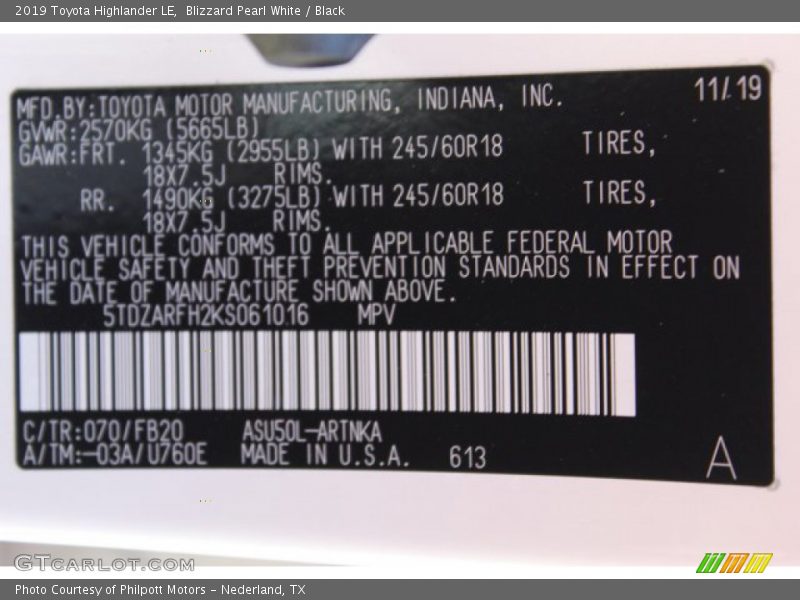 2019 Toyota Highlander LE, Blizzard Pearl White / Black
11/19
MFD.BY:TOYOTA MOTOR MANUFACTURING, INDIANA, INC.
GVWR:2570KG (5665LB)
GAWR:FRT. 1345KG (2955LB) WITH 245/60R18 TIRES,
18X7.5J RIMS.
RR. 1490KG (3275LB) WITH 245/60R18 TIRES,
18X7.5J RIMS.
THIS VEHICLE CONFORMS TO ALL APPLICABLE FEDERAL MOTOR
VEHICLE SAFETY AND THEFT PREVENTION STANDARDS IN EFFECT ON
THE DATE OF MANUFACTURE SHOWN ABOVE.
5TDZARFH2KS061016 MPV
C/TR:070/FB20 ASU50L-ARTNKA
A/TM:-03A/U760E MADE IN U.S.A. 613
A
GTCARLOT.COM
Photo Courtesy of Philpott Motors - Nederland, TX